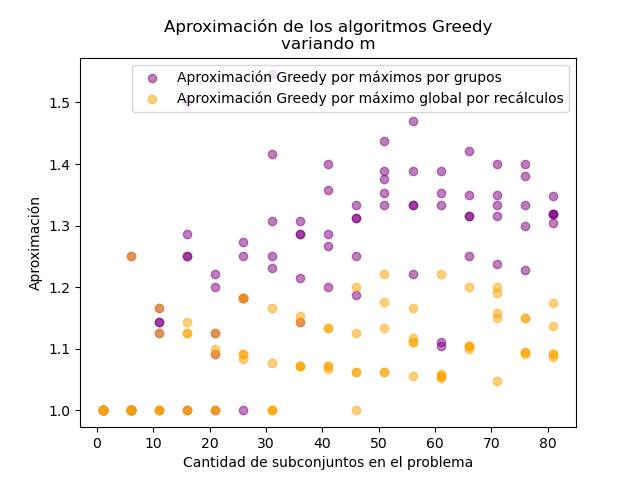 Aproximación de los algoritmos Greedy
variando m
Aproximación Greedy por máximos por grupos
Aproximación Greedy por máximo global por recálculos
Aproximación
1.5
1.4
1.3
1.2
1.1
1.0
0 10 20 30 40 50 60 70 80
Cantidad de subconjuntos en el problema